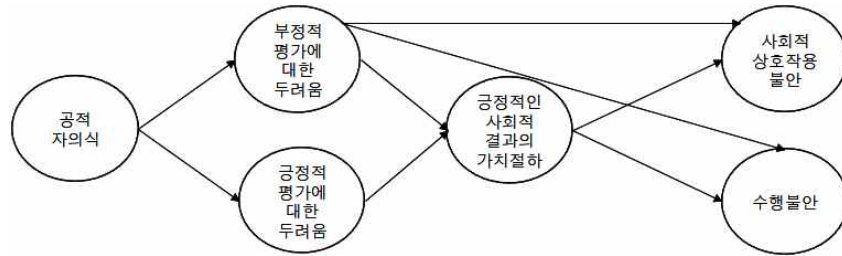 공적
자의식
부정적
평가에
대한
두려움
긍정적
평가에
대한
두려움
긍정적인
사회적
결과의
가치절하
사회적
상호작용
불안
수행불안